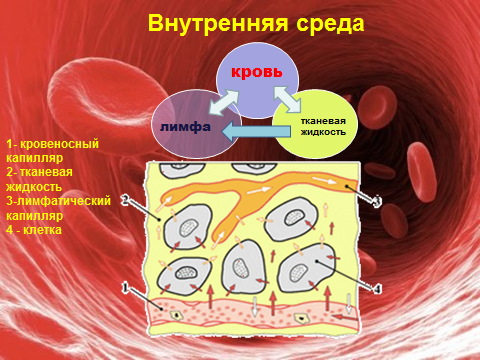 Внутренняя среда
кровь
лимфа
тканевая
жидкость
1- кровеносный
капилляр
2- тканевая
жидкость
3-лимфатический
капилляр
4 - клетка
2
3
4
1